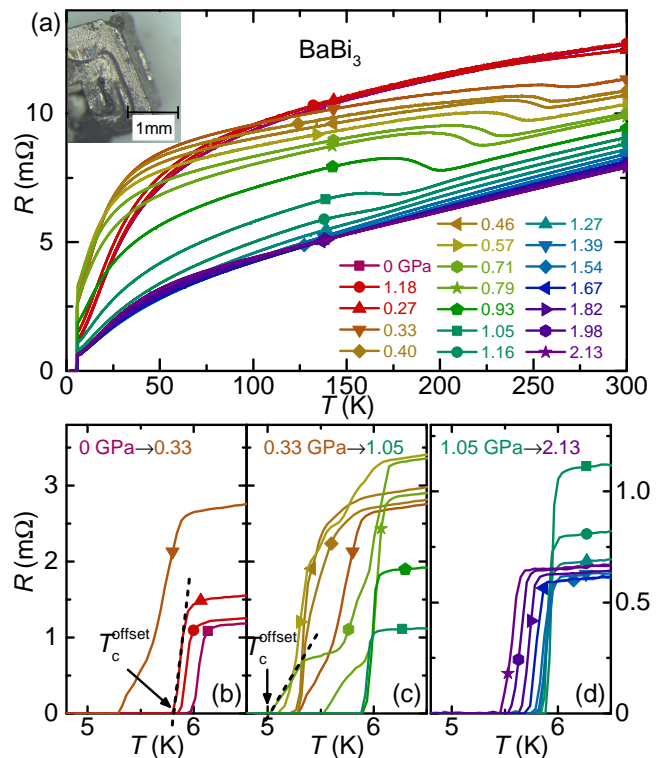 (a)
BaBi3
1mm
10
5
0
R (mΩ)
0.46
0.57
0.71
0.79
0.93
1.05
1.16
1.27
1.39
1.54
1.67
1.82
1.98
2.13
0 GPa
1.18
0.27
0.33
0.40
0 50 100 150 200 250 300
T (K)
0 GPa→0.33
3
2
1
0
R (mΩ)
Tc offset
(b)
5 6
T (K)
0.33 GPa→1.05
Tc offset
(c)
5 6
T (K)
1.05 GPa→2.13
1.0
0.5
0
(d)
5 6
T (K)